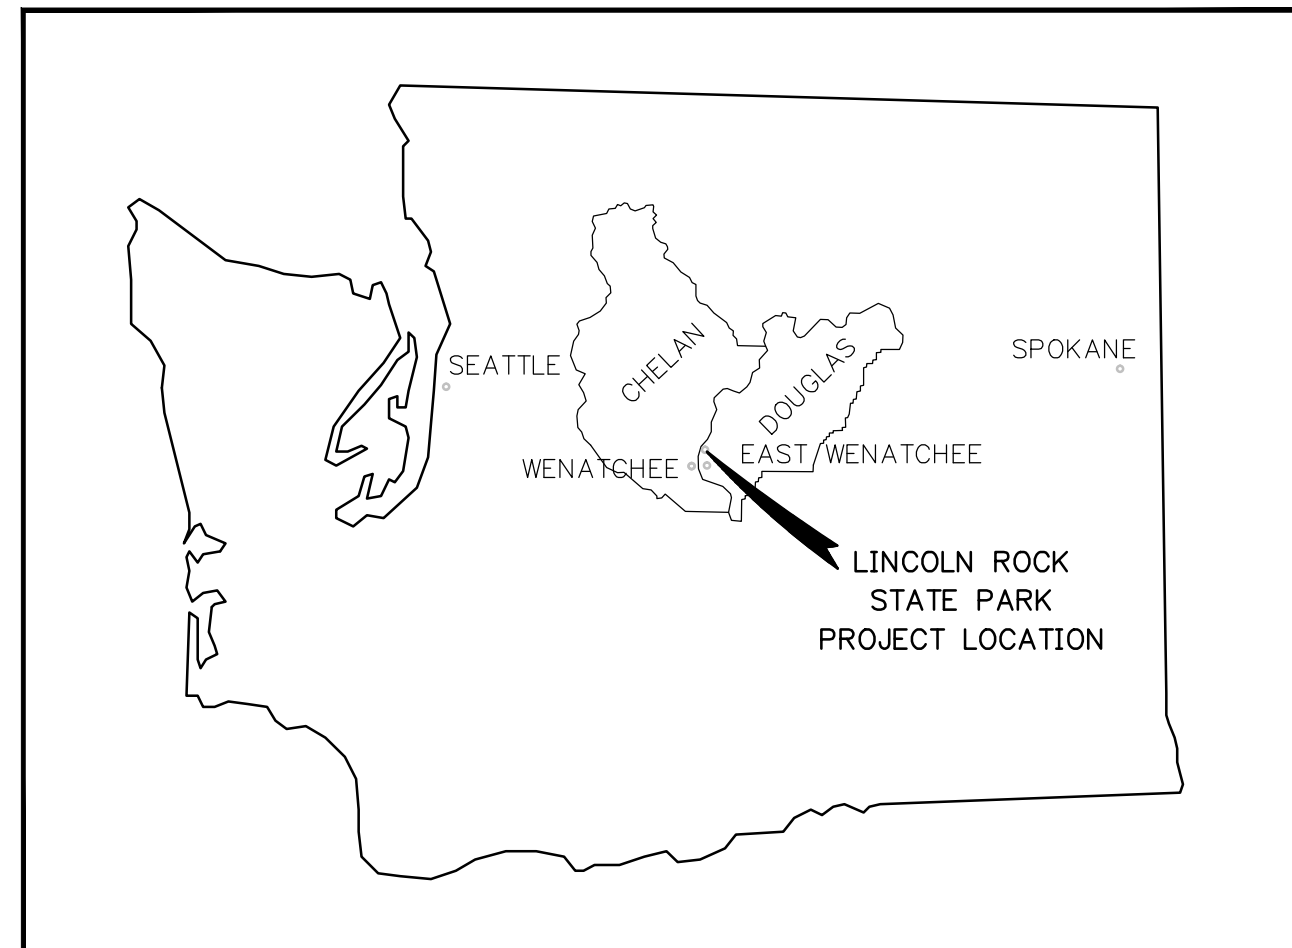 SEATTLE
CHELAN
DOUGLAS
SPOKANE
WENATCHEE
EAST WENATCHEE
LINCOLN ROCK
STATE PARK
PROJECT LOCATION